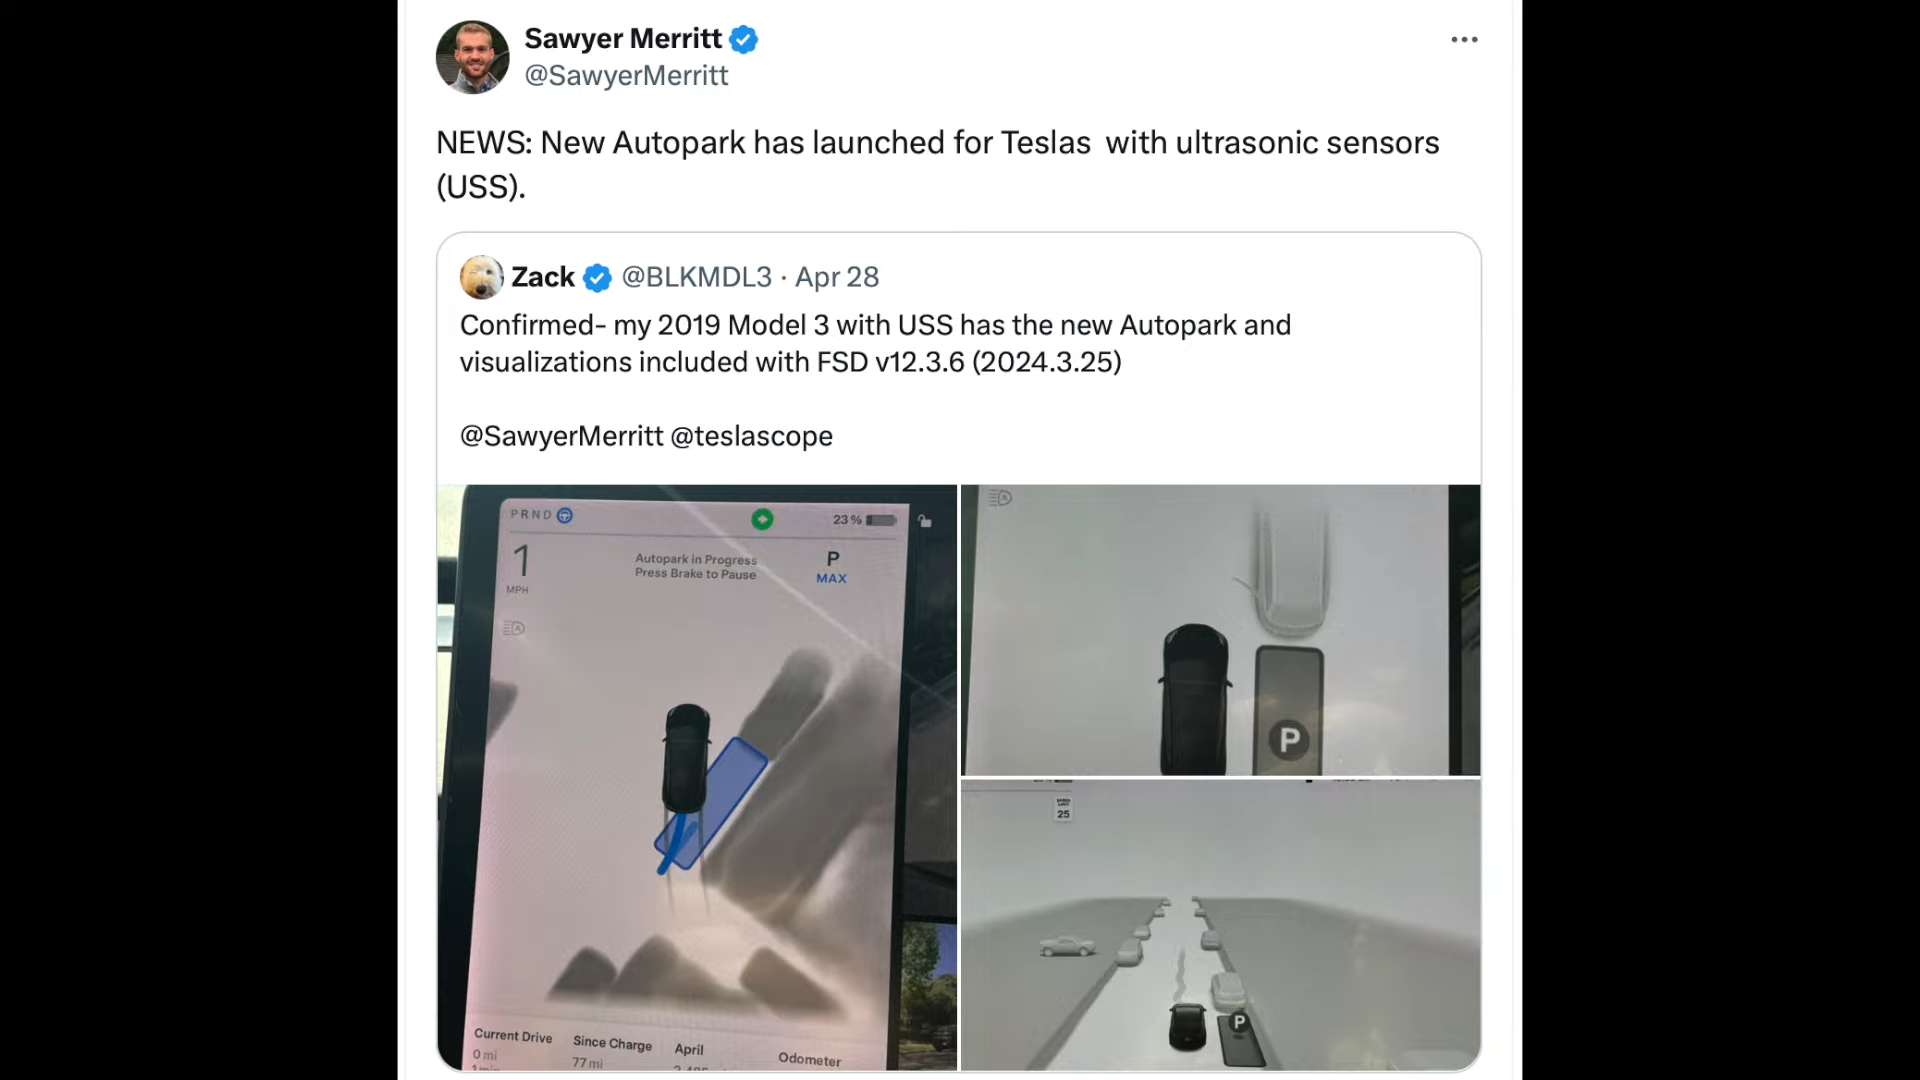 Sawyer Merritt
@SawyerMerritt
NEWS: New Autopark has launched for Teslas with ultrasonic sensors
(USS).
Zack @BLKMDL3 · Apr 28
Confirmed- my 2019 Model 3 with USS has the new Autopark and
visualizations included with FSD v12.3.6 (2024.3.25)
@SawyerMerritt @teslascope
PRND 23%
1
MPH
Autopark in Progress
Press Brake to Pause
P
MAX
Current Drive Since Charge April Odometer
0 mi 77 mi
P
25
P